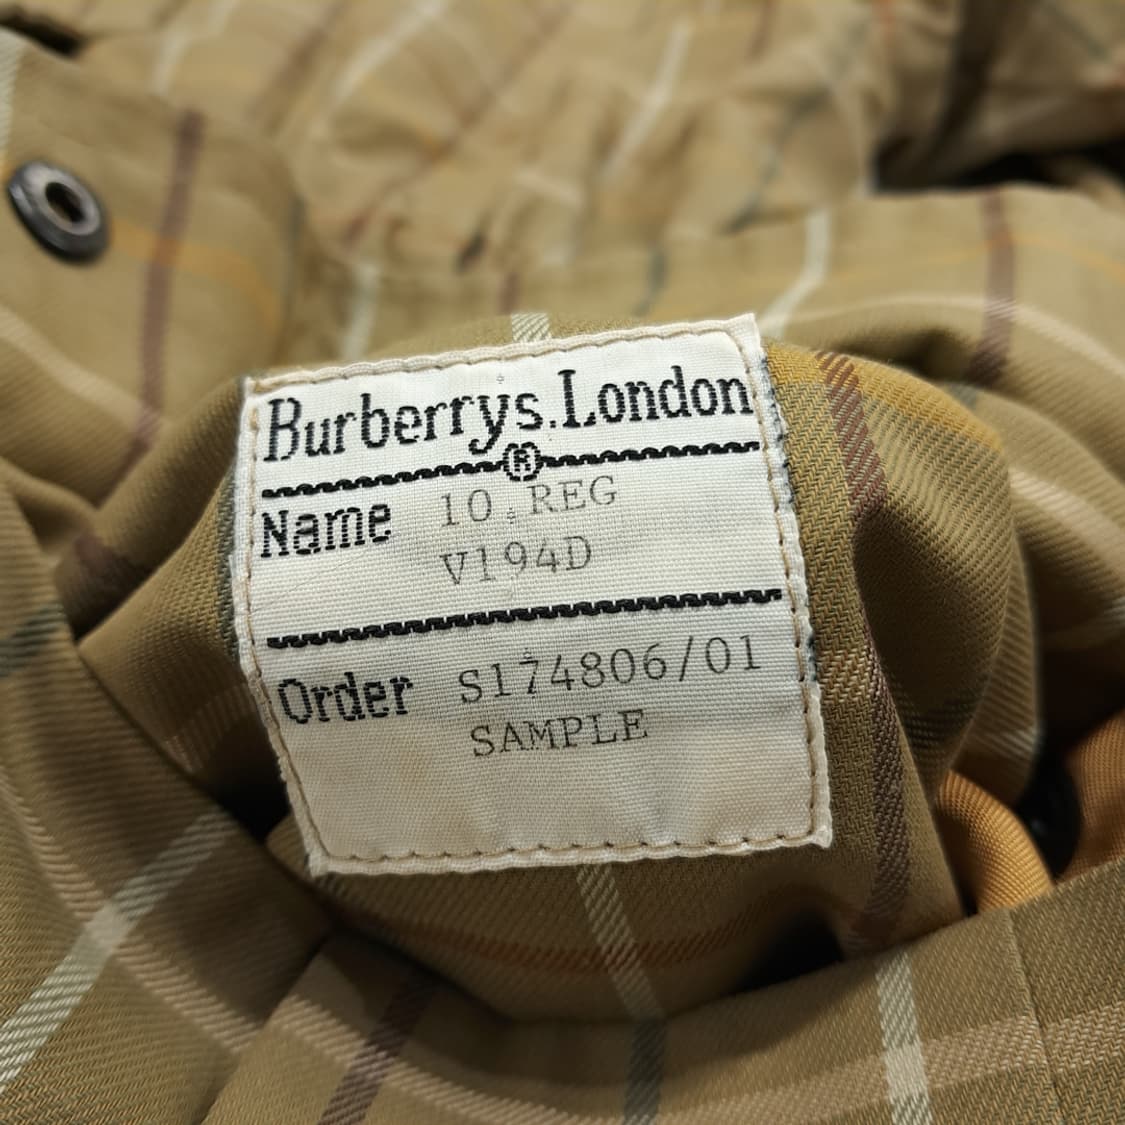 Burberrys.London
®
Name 10 REG
V194D
Order S174806/01
SAMPLE